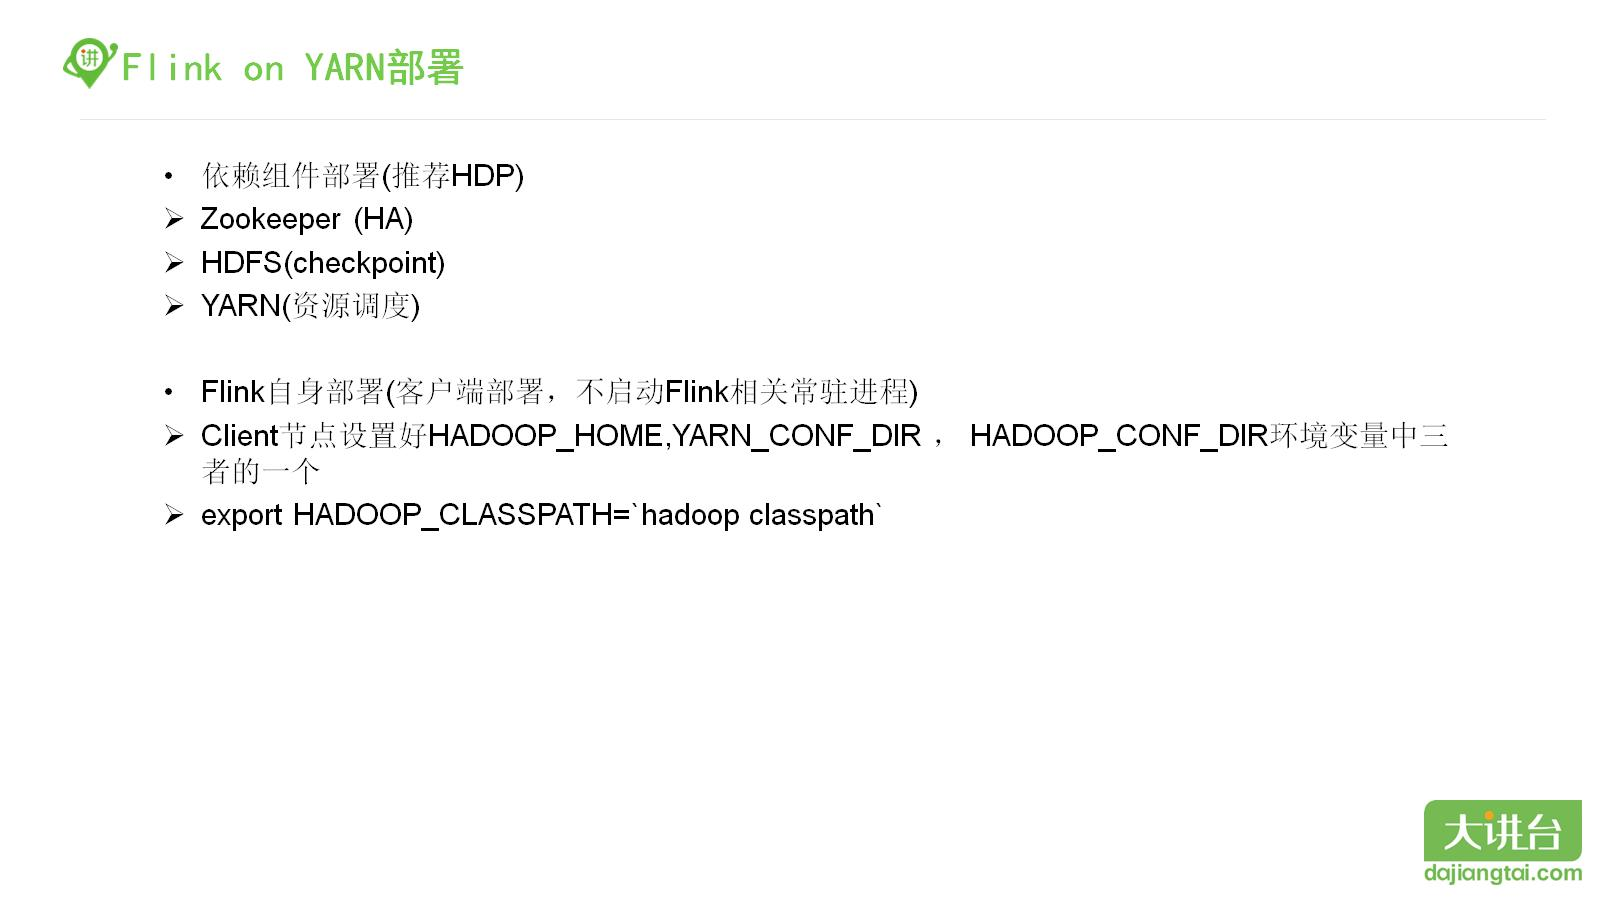 讲
Flink on YARN部署
• 依赖组件部署(推荐HDP)
➢ Zookeeper (HA)
➢ HDFS(checkpoint)
➢ YARN(资源调度)
• Flink自身部署(客户端部署，不启动Flink相关常驻进程)
➢ Client节点设置好HADOOP_HOME,YARN_CONF_DIR ， HADOOP_CONF_DIR环境变量中三
者的一个
➢ export HADOOP_CLASSPATH=`hadoop classpath`
大讲台
dajiangtai.com